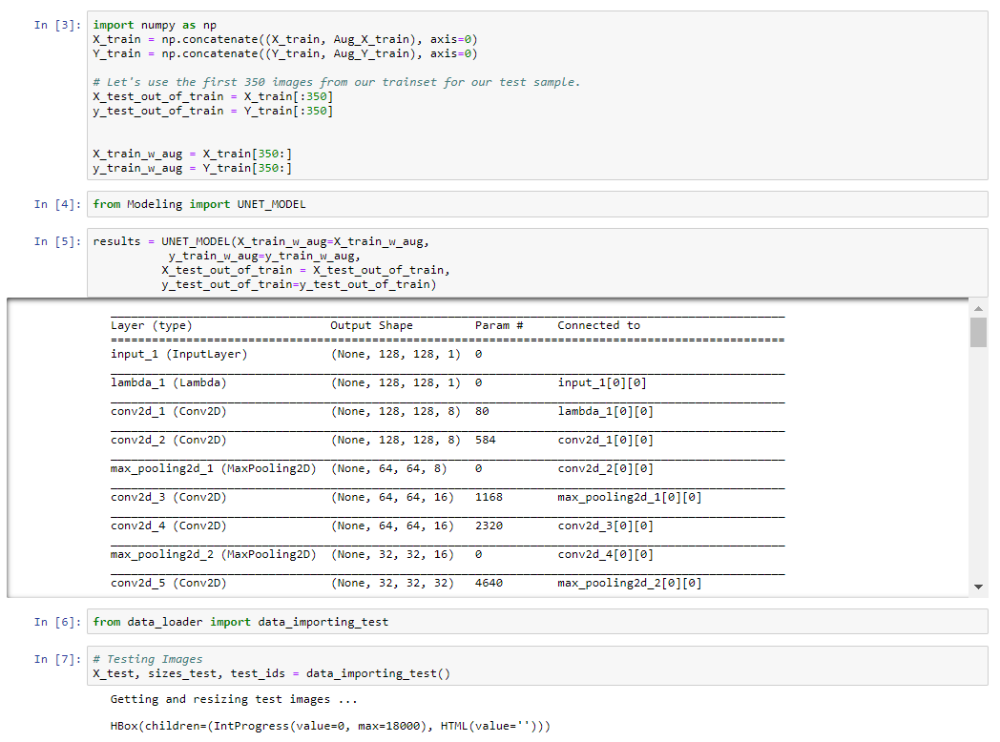 In [3]: import numpy as np
X_train = np.concatenate((X_train, Aug_X_train), axis=0)
Y_train = np.concatenate((Y_train, Aug_Y_train), axis=0)
# Let's use the first 350 images from our trainset for our test sample.
X_test_out_of_train = X_train[:350]
y_test_out_of_train = Y_train[:350]
X_train_w_aug = X_train[350:]
y_train_w_aug = Y_train[350:]
In [4]: from Modeling import UNET_MODEL
In [5]: results = UNET_MODEL(X_train_w_aug=X_train_w_aug,
y_train_w_aug=y_train_w_aug,
X_test_out_of_train = X_test_out_of_train,
y_test_out_of_train=y_test_out_of_train)
Layer (type) Output Shape Param # Connected to
input_1 (InputLayer) (None, 128, 128, 1) 0
lambda_1 (Lambda) (None, 128, 128, 1) 0 input_1[0][0]
conv2d_1 (Conv2D) (None, 128, 128, 8) 80 lambda_1[0][0]
conv2d_2 (Conv2D) (None, 128, 128, 8) 584 conv2d_1[0][0]
max_pooling2d_1 (MaxPooling2D) (None, 64, 64, 8) 0 conv2d_2[0][0]
conv2d_3 (Conv2D) (None, 64, 64, 16) 1168 max_pooling2d_1[0][0]
conv2d_4 (Conv2D) (None, 64, 64, 16) 2320 conv2d_3[0][0]
max_pooling2d_2 (MaxPooling2D) (None, 32, 32, 16) 0 conv2d_4[0][0]
conv2d_5 (Conv2D) (None, 32, 32, 32) 4640 max_pooling2d_2[0][0]
In [6]: from data_loader import data_importing_test
In [7]: # Testing Images
X_test, sizes_test, test_ids = data_importing_test()
Getting and resizing test images ...
HBox(children=(IntProgress(value=0, max=18000), HTML(value='')))